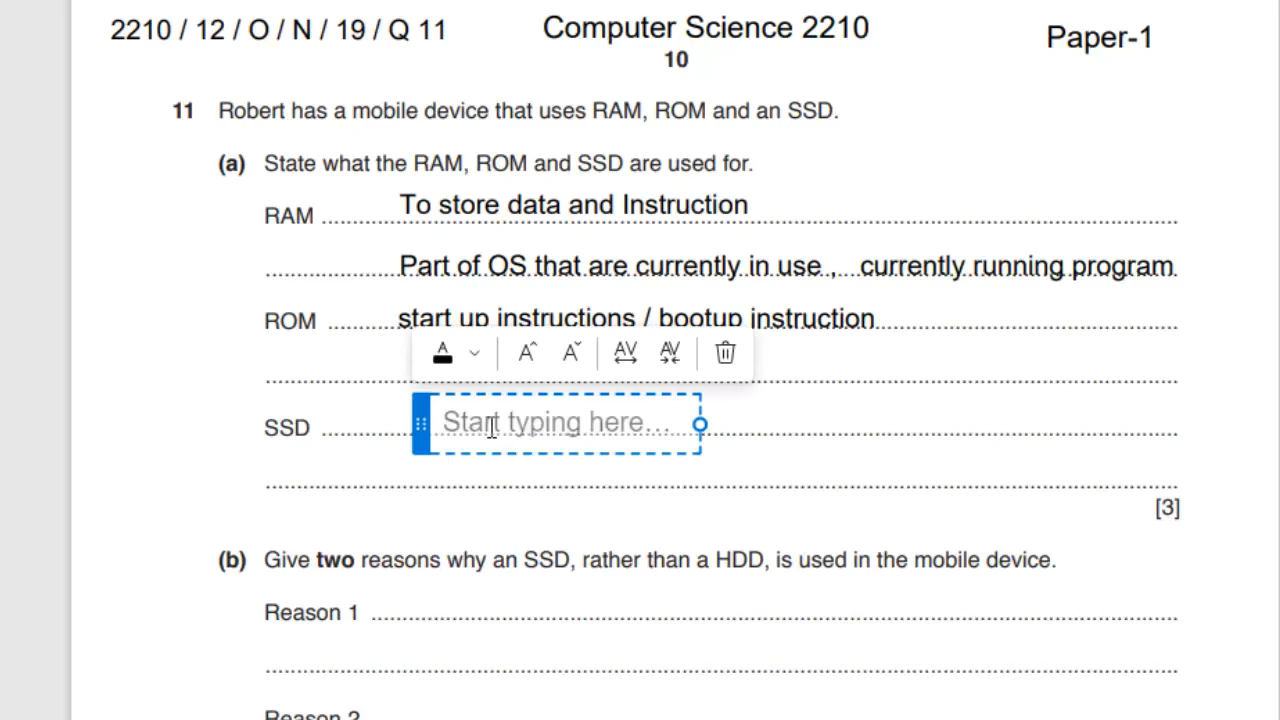 2210 / 12 / O / N / 19 / Q 11 Computer Science 2210 Paper-1
10
11 Robert has a mobile device that uses RAM, ROM and an SSD.
(a) State what the RAM, ROM and SSD are used for.
RAM To store data and Instruction
Part of OS that are currently in use , currently running program
ROM start up instructions / bootup instruction
A A A AV AV
SSD Start typing here...
[3]
(b) Give two reasons why an SSD, rather than a HDD, is used in the mobile device.
Reason 1
Reason 2